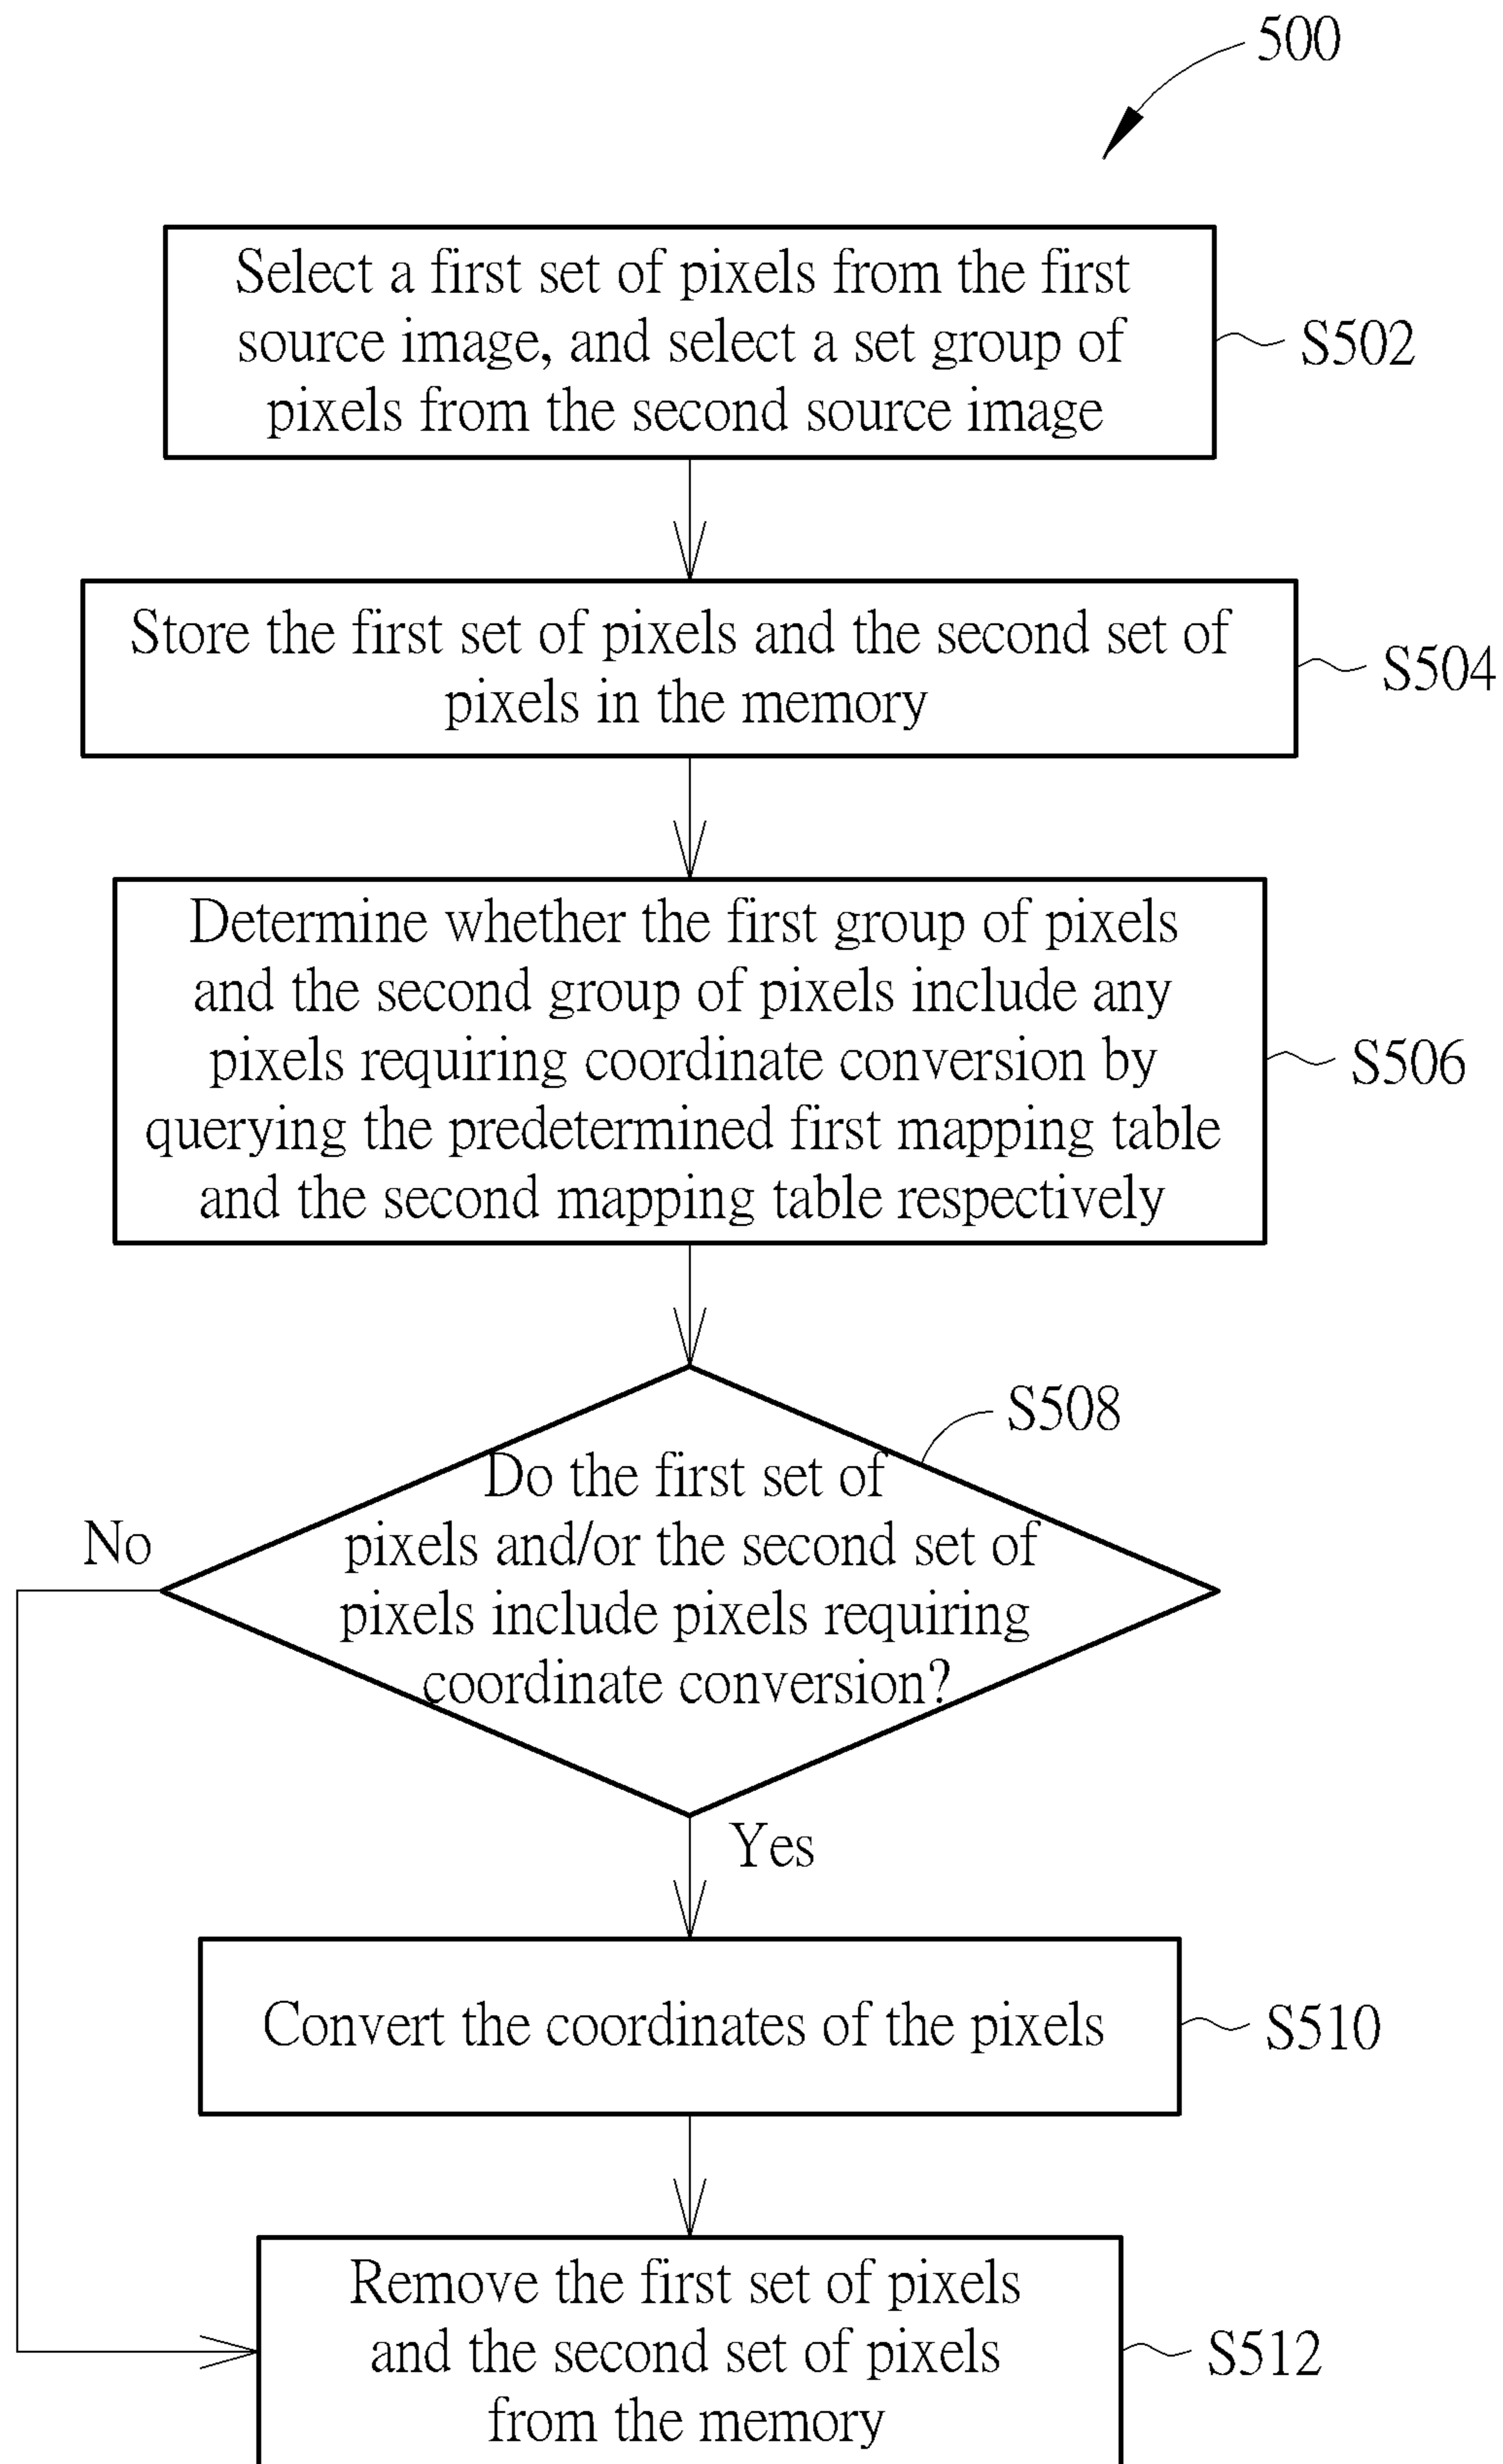 500
Select a first set of pixels from the first
source image, and select a set group of
pixels from the second source image
S502
Store the first set of pixels and the second set of
pixels in the memory
S504
Determine whether the first group of pixels
and the second group of pixels include any
pixels requiring coordinate conversion by
querying the predetermined first mapping table
and the second mapping table respectively
S506
S508
Do the first set of
pixels and/or the second set of
pixels include pixels requiring
coordinate conversion?
No
Yes
Convert the coordinates of the pixels
S510
Remove the first set of pixels
and the second set of pixels
from the memory
S512